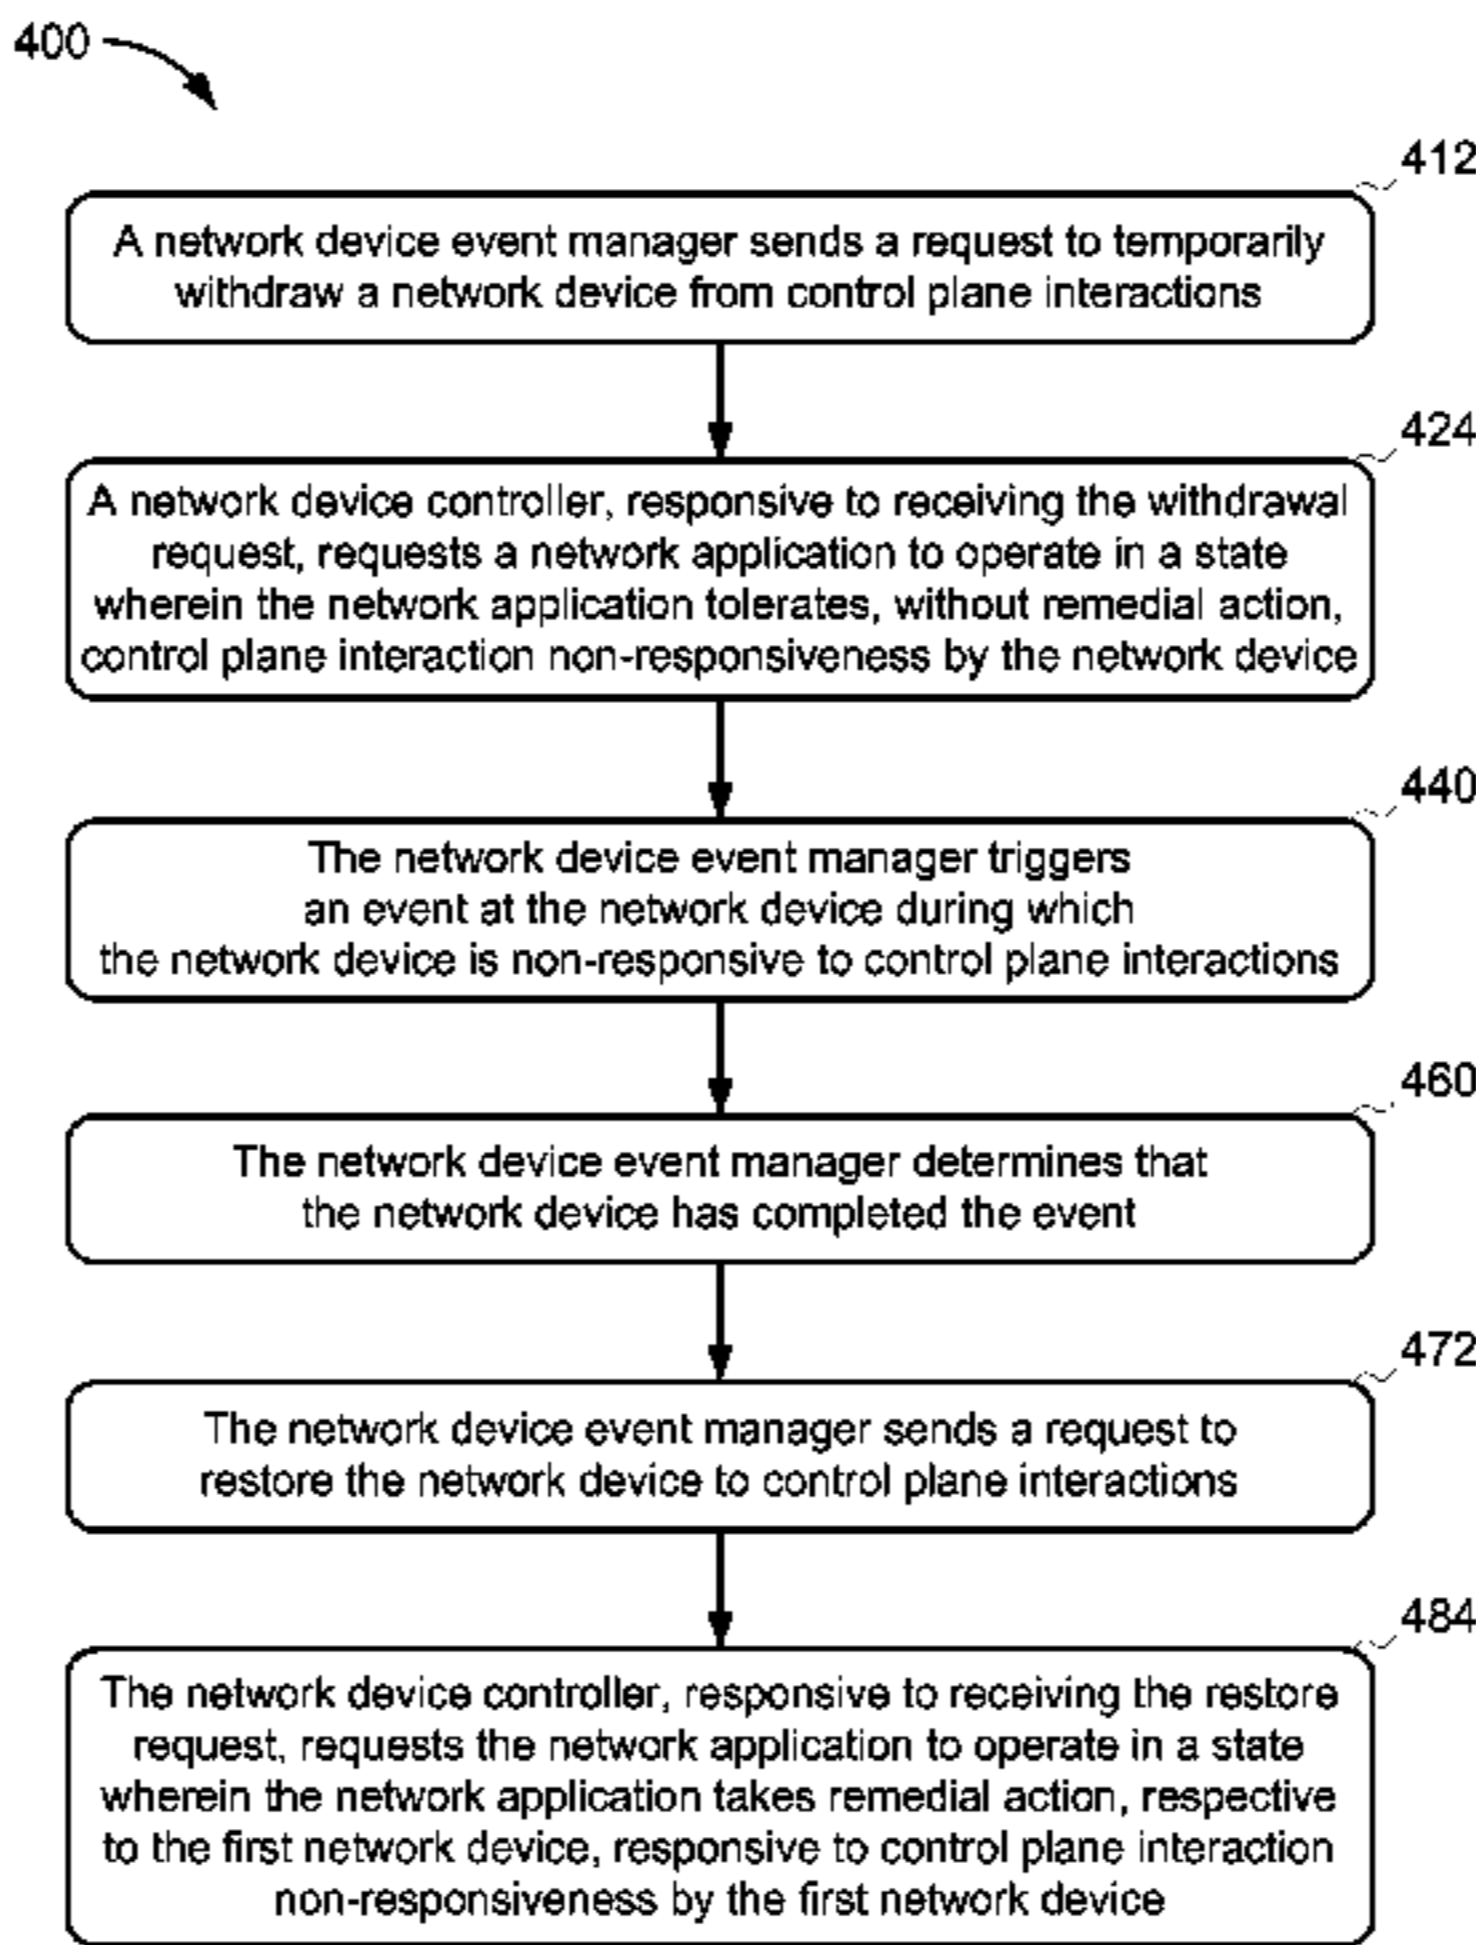 400
412
A network device event manager sends a request to temporarily
withdraw a network device from control plane interactions
424
A network device controller, responsive to receiving the withdrawal
request, requests a network application to operate in a state
wherein the network application tolerates, without remedial action,
control plane interaction non-responsiveness by the network device
440
The network device event manager triggers
an event at the network device during which
the network device is non-responsive to control plane interactions
460
The network device event manager determines that
the network device has completed the event
472
The network device event manager sends a request to
restore the network device to control plane interactions
484
The network device controller, responsive to receiving the restore
request, requests the network application to operate in a state
wherein the network application takes remedial action, respective
to the first network device, responsive to control plane interaction
non-responsiveness by the first network device